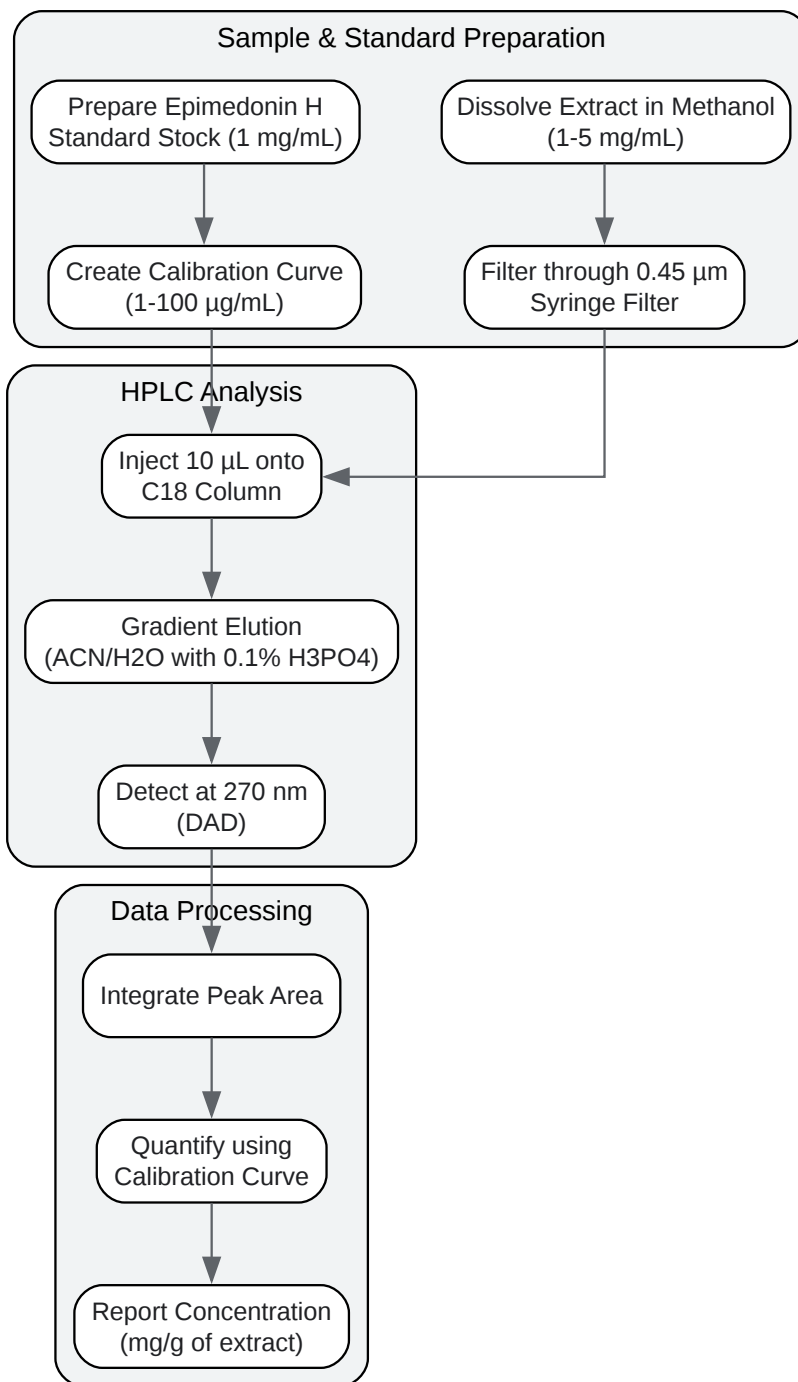 Sample & Standard Preparation
Prepare Epimedonin H
Standard Stock (1 mg/mL)
Dissolve Extract in Methanol
(1-5 mg/mL)
Create Calibration Curve
(1-100 µg/mL)
Filter through 0.45 µm
Syringe Filter
HPLC Analysis
Inject 10 µL onto
C18 Column
Gradient Elution
(ACN/H2O with 0.1% H3PO4)
Detect at 270 nm
(DAD)
Data Processing
Integrate Peak Area
Quantify using
Calibration Curve
Report Concentration
(mg/g of extract)